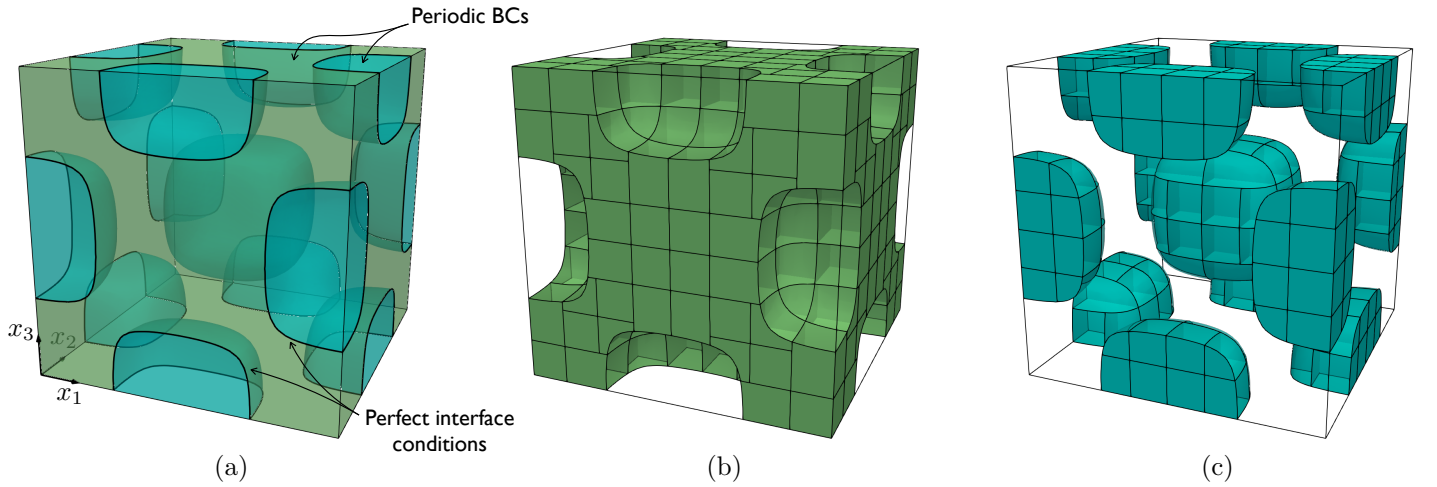 Periodic BCs
x₃
x₂
x₁
Perfect interface
conditions
(a)
(b)
(c)